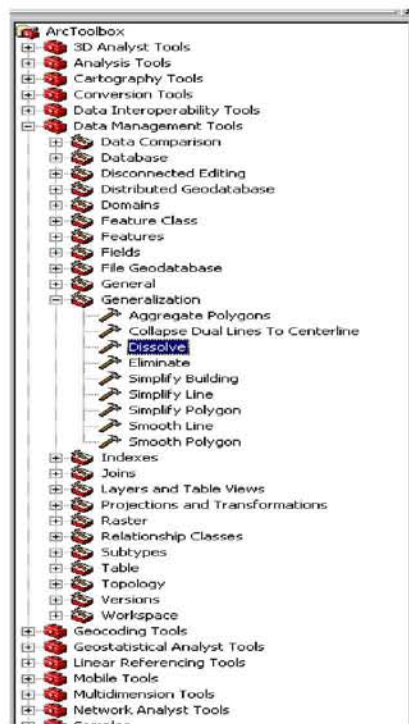 ArcToolbox
3D Analyst Tools
Analysis Tools
Cartography Tools
Conversion Tools
Data Interoperability Tools
Data Management Tools
Data Comparison
Database
Disconnected Editing
Distributed Geodatabase
Domains
Feature Class
Features
Fields
File Geodatabase
General
Generalization
Aggregate Polygons
Collapse Dual Lines To Centerline
Dissolve
Eliminate
Simplify Building
Simplify Line
Simplify Polygon
Smooth Line
Smooth Polygon
Indexes
Joins
Layers and Table Views
Projections and Transformations
Raster
Relationship Classes
Subtypes
Table
Topology
Versions
Workspace
Geocoding Tools
Geostatistical Analyst Tools
Linear Referencing Tools
Mobile Tools
Multidimension Tools
Network Analyst Tools